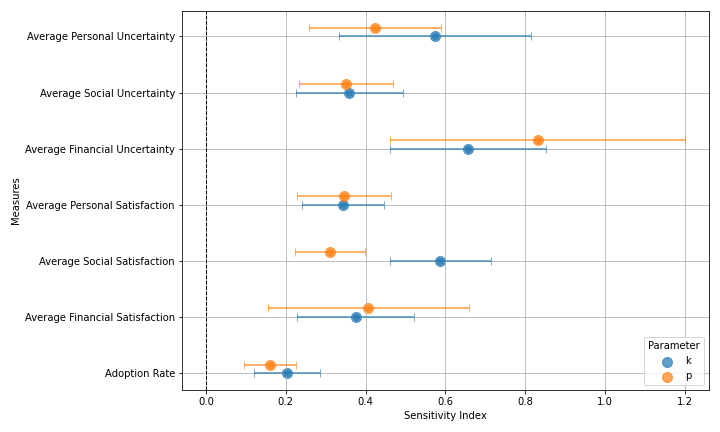 Average Personal Uncertainty
Average Social Uncertainty
Average Financial Uncertainty
Average Personal Satisfaction
Average Social Satisfaction
Average Financial Satisfaction
Adoption Rate
Measures
Parameter
k
p
0.0 0.2 0.4 0.6 0.8 1.0 1.2
Sensitivity Index